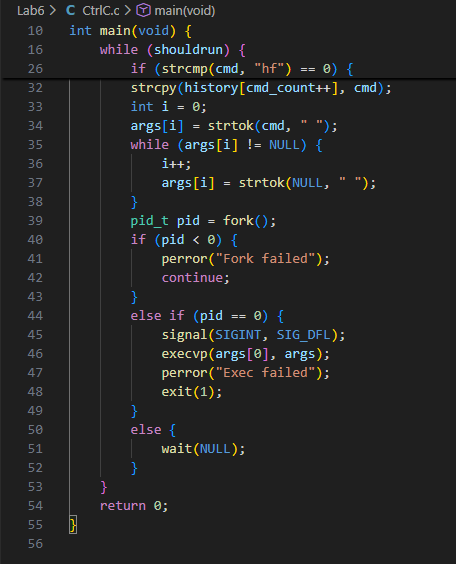 Lab6 > C CtrlC.c > main(void)
10 int main(void) {
16     while (shouldrun) {
26         if (strcmp(cmd, "hf") == 0) {
32         strcpy(history[cmd_count++], cmd);
33         int i = 0;
34         args[i] = strtok(cmd, " ");
35         while (args[i] != NULL) {
36             i++;
37             args[i] = strtok(NULL, " ");
38         }
39         pid_t pid = fork();
40         if (pid < 0) {
41             perror("Fork failed");
42             continue;
43         }
44         else if (pid == 0) {
45             signal(SIGINT, SIG_DFL);
46             execvp(args[0], args);
47             perror("Exec failed");
48             exit(1);
49         }
50         else {
51             wait(NULL);
52         }
53     }
54     return 0;
55 }
56